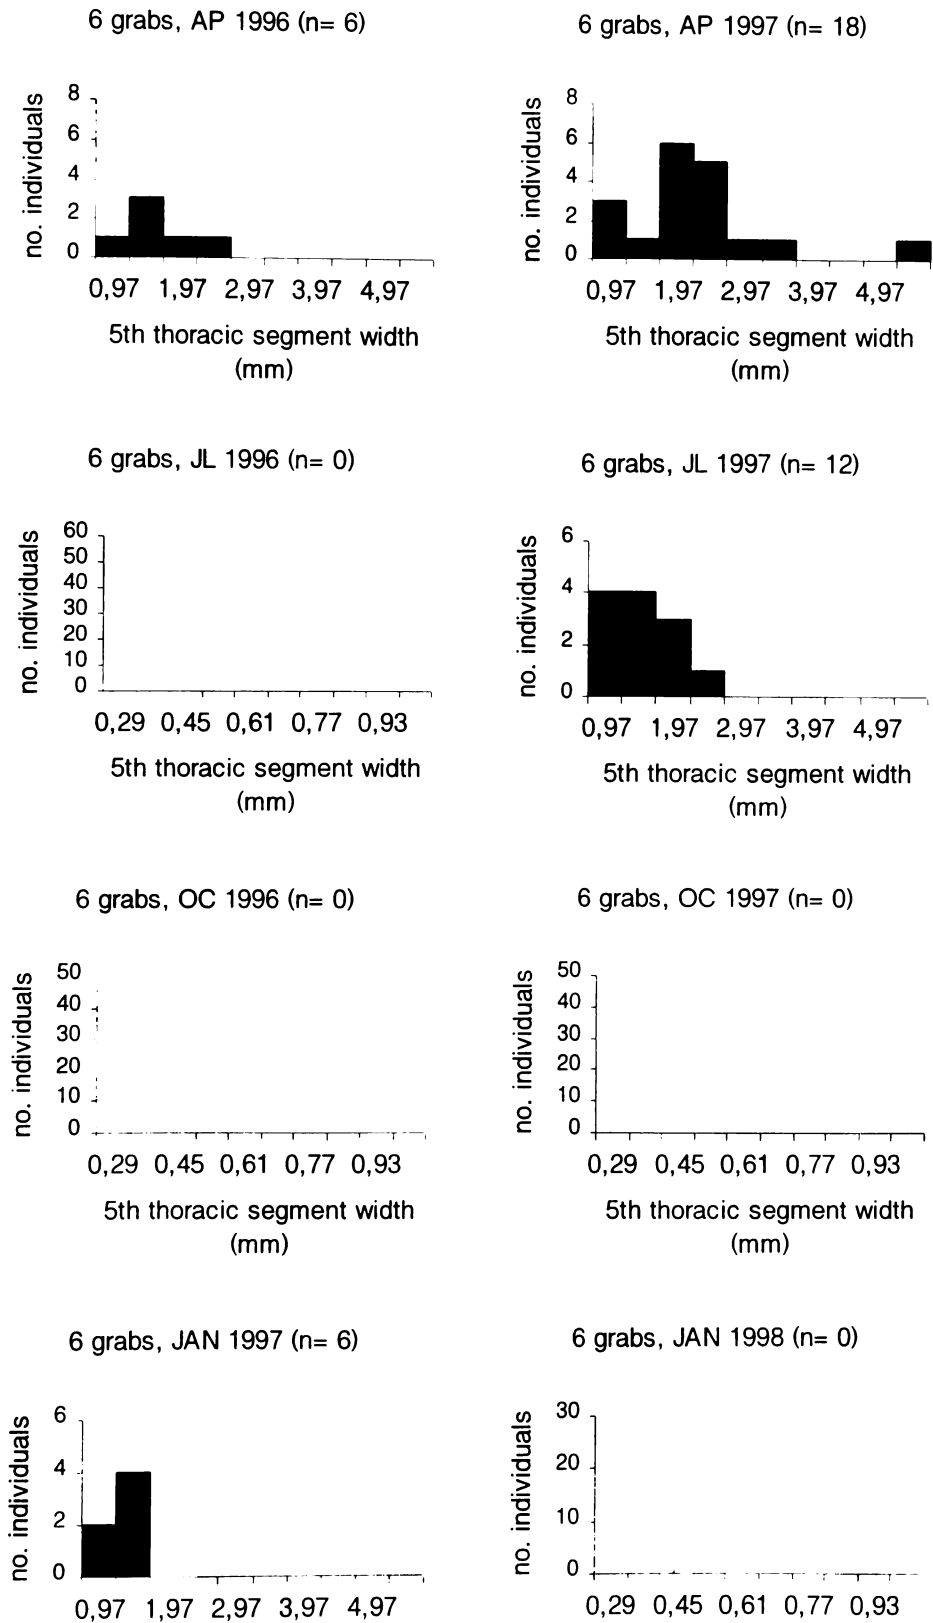 6 grabs, AP 1996 (n= 6)
no. individuals
8
6
4
2
0
0,97 1,97 2,97 3,97 4,97
5th thoracic segment width
(mm)
6 grabs, AP 1997 (n= 18)
no. individuals
8
6
4
2
0
0,97 1,97 2,97 3,97 4,97
5th thoracic segment width
(mm)
6 grabs, JL 1996 (n= 0)
no. individuals
60
50
40
30
20
10
0
0,29 0,45 0,61 0,77 0,93
5th thoracic segment width
(mm)
6 grabs, JL 1997 (n= 12)
no. individuals
6
4
2
0
0,97 1,97 2,97 3,97 4,97
5th thoracic segment width
(mm)
6 grabs, OC 1996 (n= 0)
no. individuals
50
40
30
20
10
0
0,29 0,45 0,61 0,77 0,93
5th thoracic segment width
(mm)
6 grabs, OC 1997 (n= 0)
no. individuals
50
40
30
20
10
0
0,29 0,45 0,61 0,77 0,93
5th thoracic segment width
(mm)
6 grabs, JAN 1997 (n= 6)
no. individuals
6
4
2
0
0,97 1,97 2,97 3,97 4,97
6 grabs, JAN 1998 (n= 0)
no. individuals
30
20
10
0
0,29 0,45 0,61 0,77 0,93